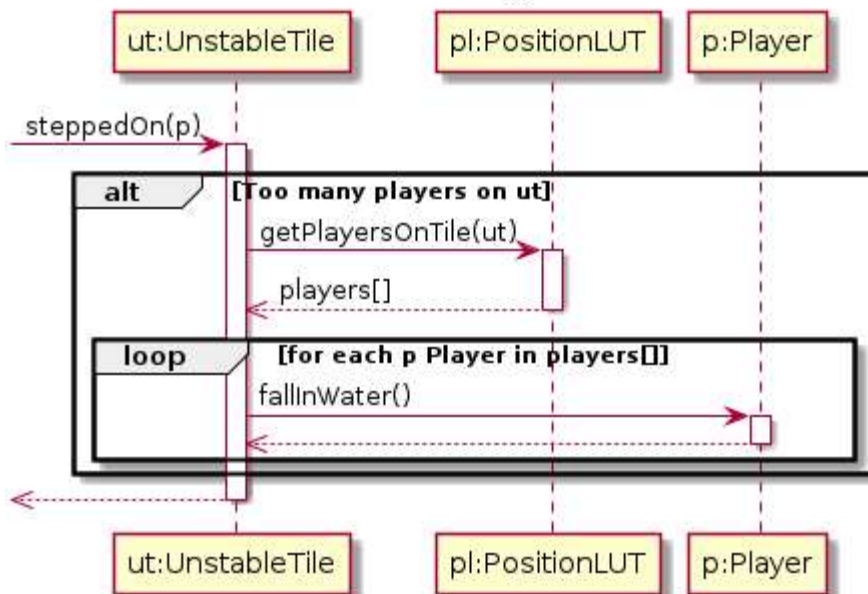 ut:UnstableTile pl:PositionLUT p:Player
steppedOn(p)
alt [Too many players on ut]
getPlayersOnTile(ut)
players[]
loop [for each p Player in players[]]
fallInWater()
ut:UnstableTile pl:PositionLUT p:Player